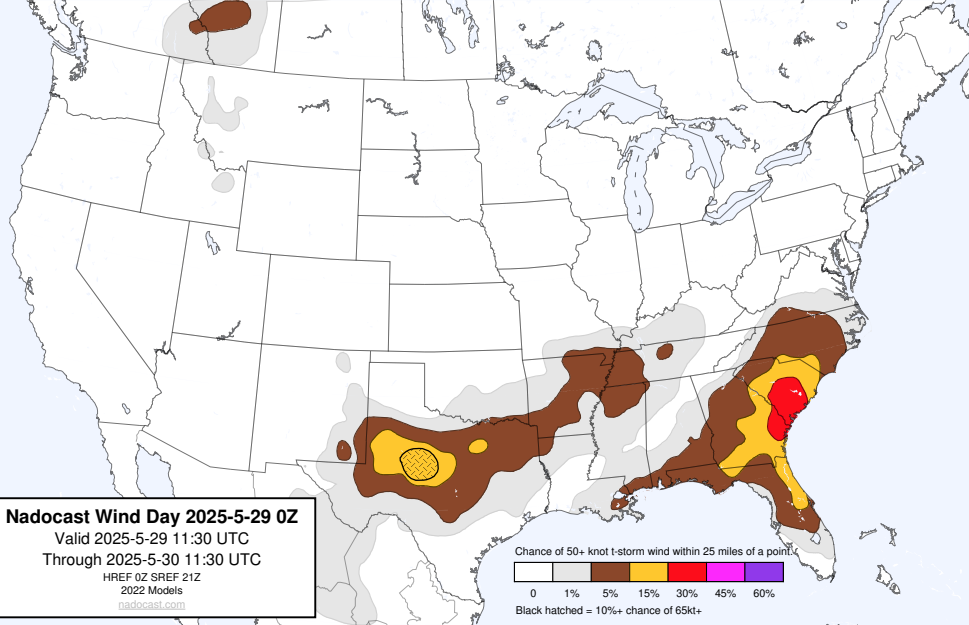 Nadocast Wind Day 2025-5-29 0Z
Valid 2025-5-29 11:30 UTC
Through 2025-5-30 11:30 UTC
HREF 0Z SREF 21Z
2022 Models
nadocast.com
Chance of 50+ knot t-storm wind within 25 miles of a point.
0 1% 5% 15% 30% 45% 60%
Black hatched = 10%+ chance of 65kt+